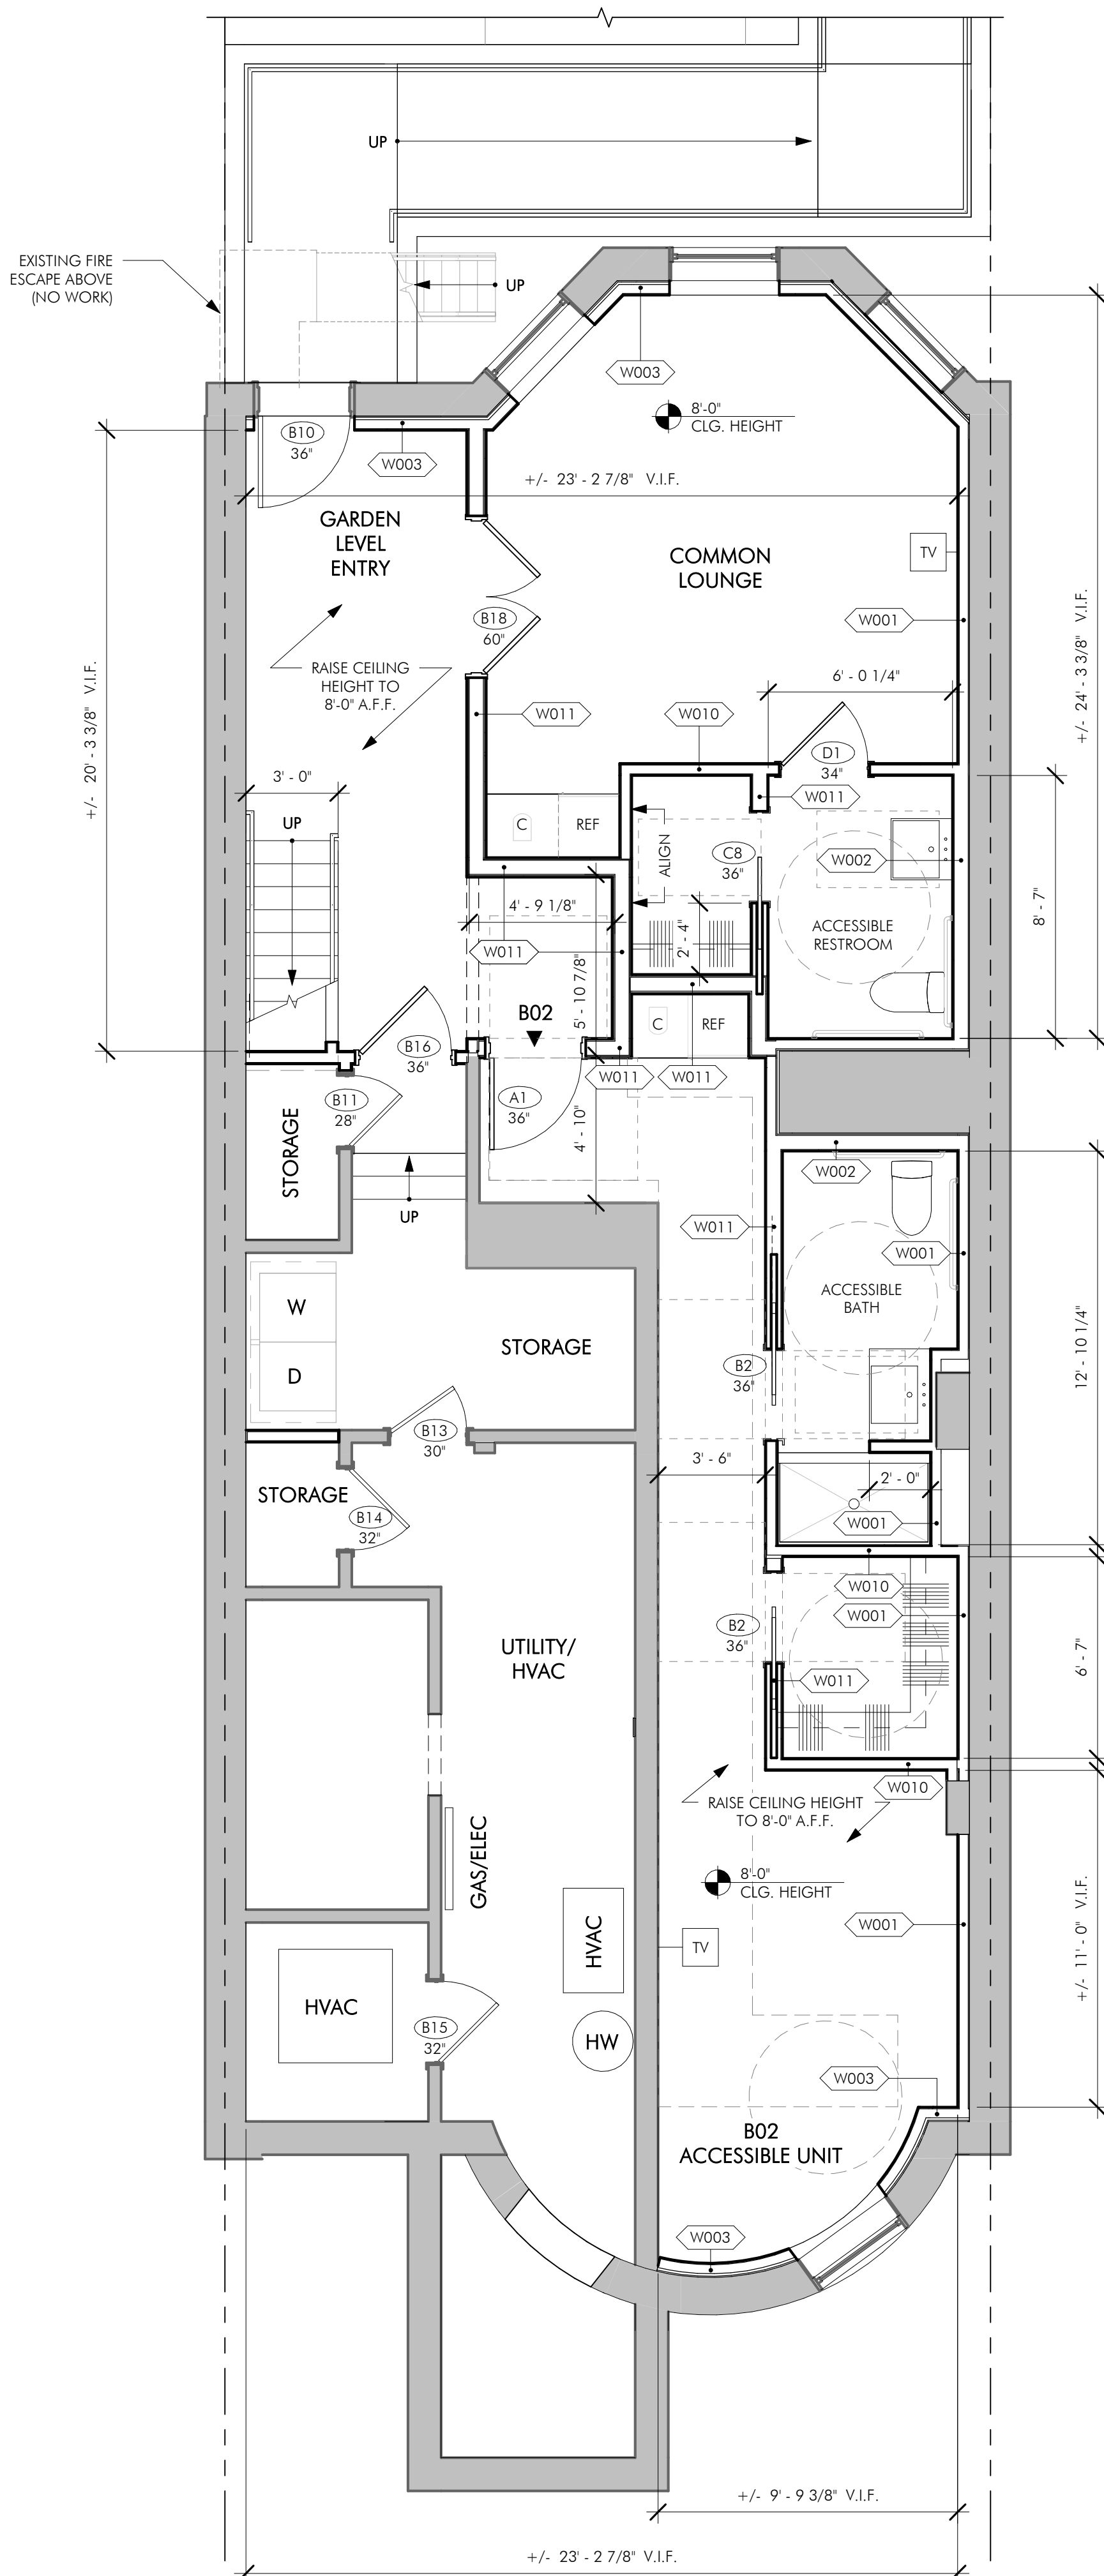 UP
EXISTING FIRE
ESCAPE ABOVE
(NO WORK)
UP
W003
8'-0"
CLG. HEIGHT
B10
36"
W003
+/- 23' - 2 7/8" V.I.F.
GARDEN
LEVEL
ENTRY
COMMON
LOUNGE
TV
B18
60"
W001
RAISE CEILING
HEIGHT TO
8'-0" A.F.F.
+/- 20' - 3 3/8" V.I.F.
+/- 24' - 3 3/8" V.I.F.
6' - 0 1/4"
W011
W010
D1
34"
3' - 0"
W011
UP
C
REF
ALIGN
C8
36"
W002
4' - 9 1/8"
8' - 7"
ACCESSIBLE
RESTROOM
2' - 4"
W011
5' - 10 7/8"
B02
C
REF
B16
36"
W011
W011
A1
36"
B11
28"
4' - 10"
STORAGE
W002
UP
W011
W001
ACCESSIBLE
BATH
W
D
STORAGE
B2
36"
12' - 10 1/4"
B13
30"
3' - 6"
2' - 0"
STORAGE
B14
32"
W001
W010
W001
B2
36"
UTILITY/
HVAC
6' - 7"
W011
W010
RAISE CEILING HEIGHT
TO 8'-0" A.F.F.
GAS/ELEC
8'-0"
CLG. HEIGHT
W001
HVAC
TV
+/- 11' - 0" V.I.F.
HVAC
B15
32"
HW
W003
B02
ACCESSIBLE UNIT
W003
+/- 9' - 9 3/8" V.I.F.
+/- 23' - 2 7/8" V.I.F.